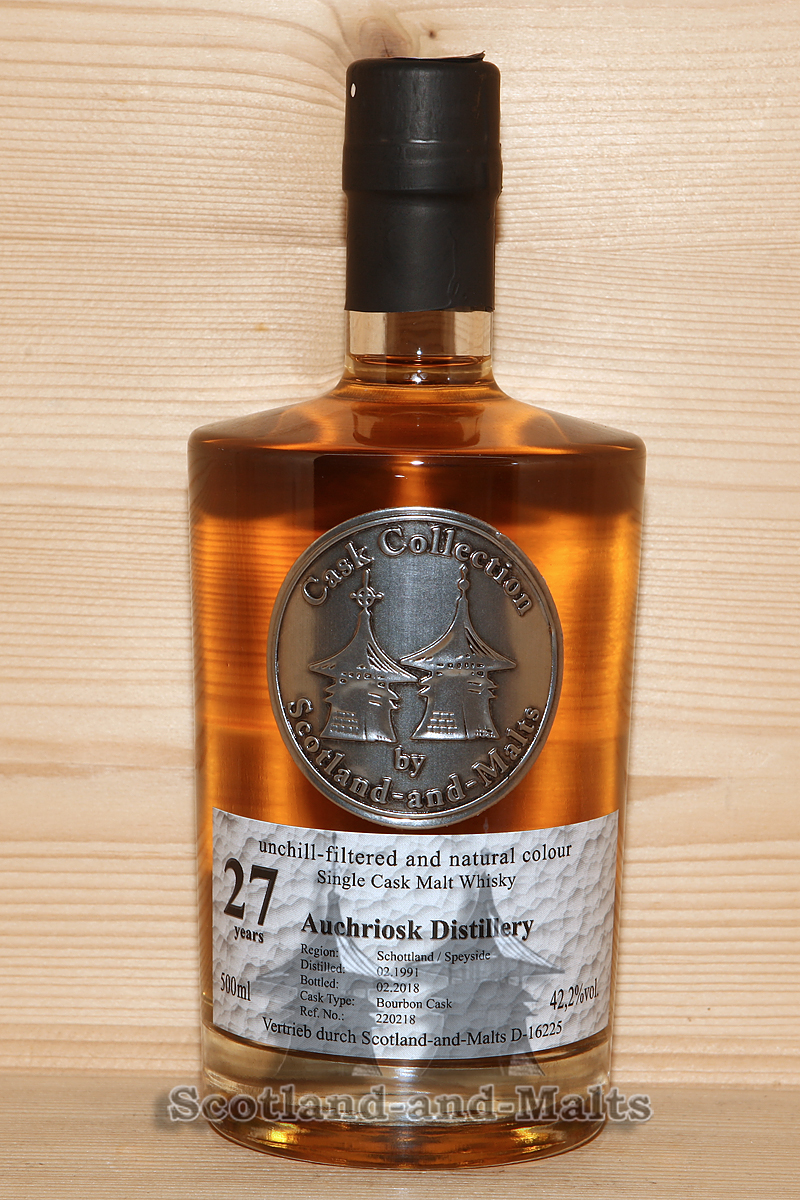 Cask Collection
by
Scotland-and-Malts
unchill-filtered and natural colour
Single Cask Malt Whisky
27
years
Auchriosk Distillery
Region: Schottland / Speyside
Distilled: 02.1991
Bottled: 02.2018
Cask Type: Bourbon Cask
Ref. No.: 220218
500ml
42,2%vol.
Vertrieb durch Scotland-and-Malts D-16225
Scotland-and-Malts